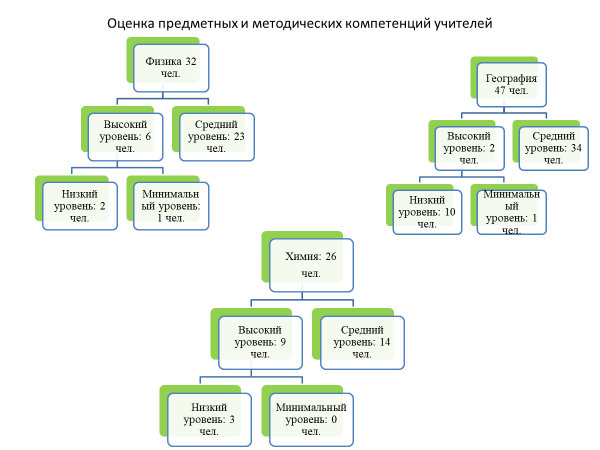 Оценка предметных и методических компетенций учителей
Физика 32
чел.
Высокий
уровень: 6
чел.
Средний
уровень: 23
чел.
Низкий
уровень: 2
чел.
Минимальн
ый уровень:
1 чел.
География
47 чел.
Высокий
уровень: 2
чел.
Средний
уровень: 34
чел.
Низкий
уровень: 10
чел.
Минимальн
ый
уровень: 1
чел.
Химия: 26
чел.
Высокий
уровень: 9
чел.
Средний
уровень: 14
чел.
Низкий
уровень: 3
чел.
Минимальный
уровень: 0
чел.